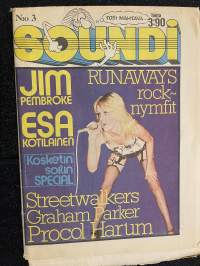 Nro 3
TOSI MAHTAVA
3:90
SOUNDI
JIM
PEMBROKE
RUNAWAYS
rock-
nymfit
ESA
KOTILAINEN
Kosketin
soitin
SPECIAL
Streetwalkers
Graham Parker
Procol Harum